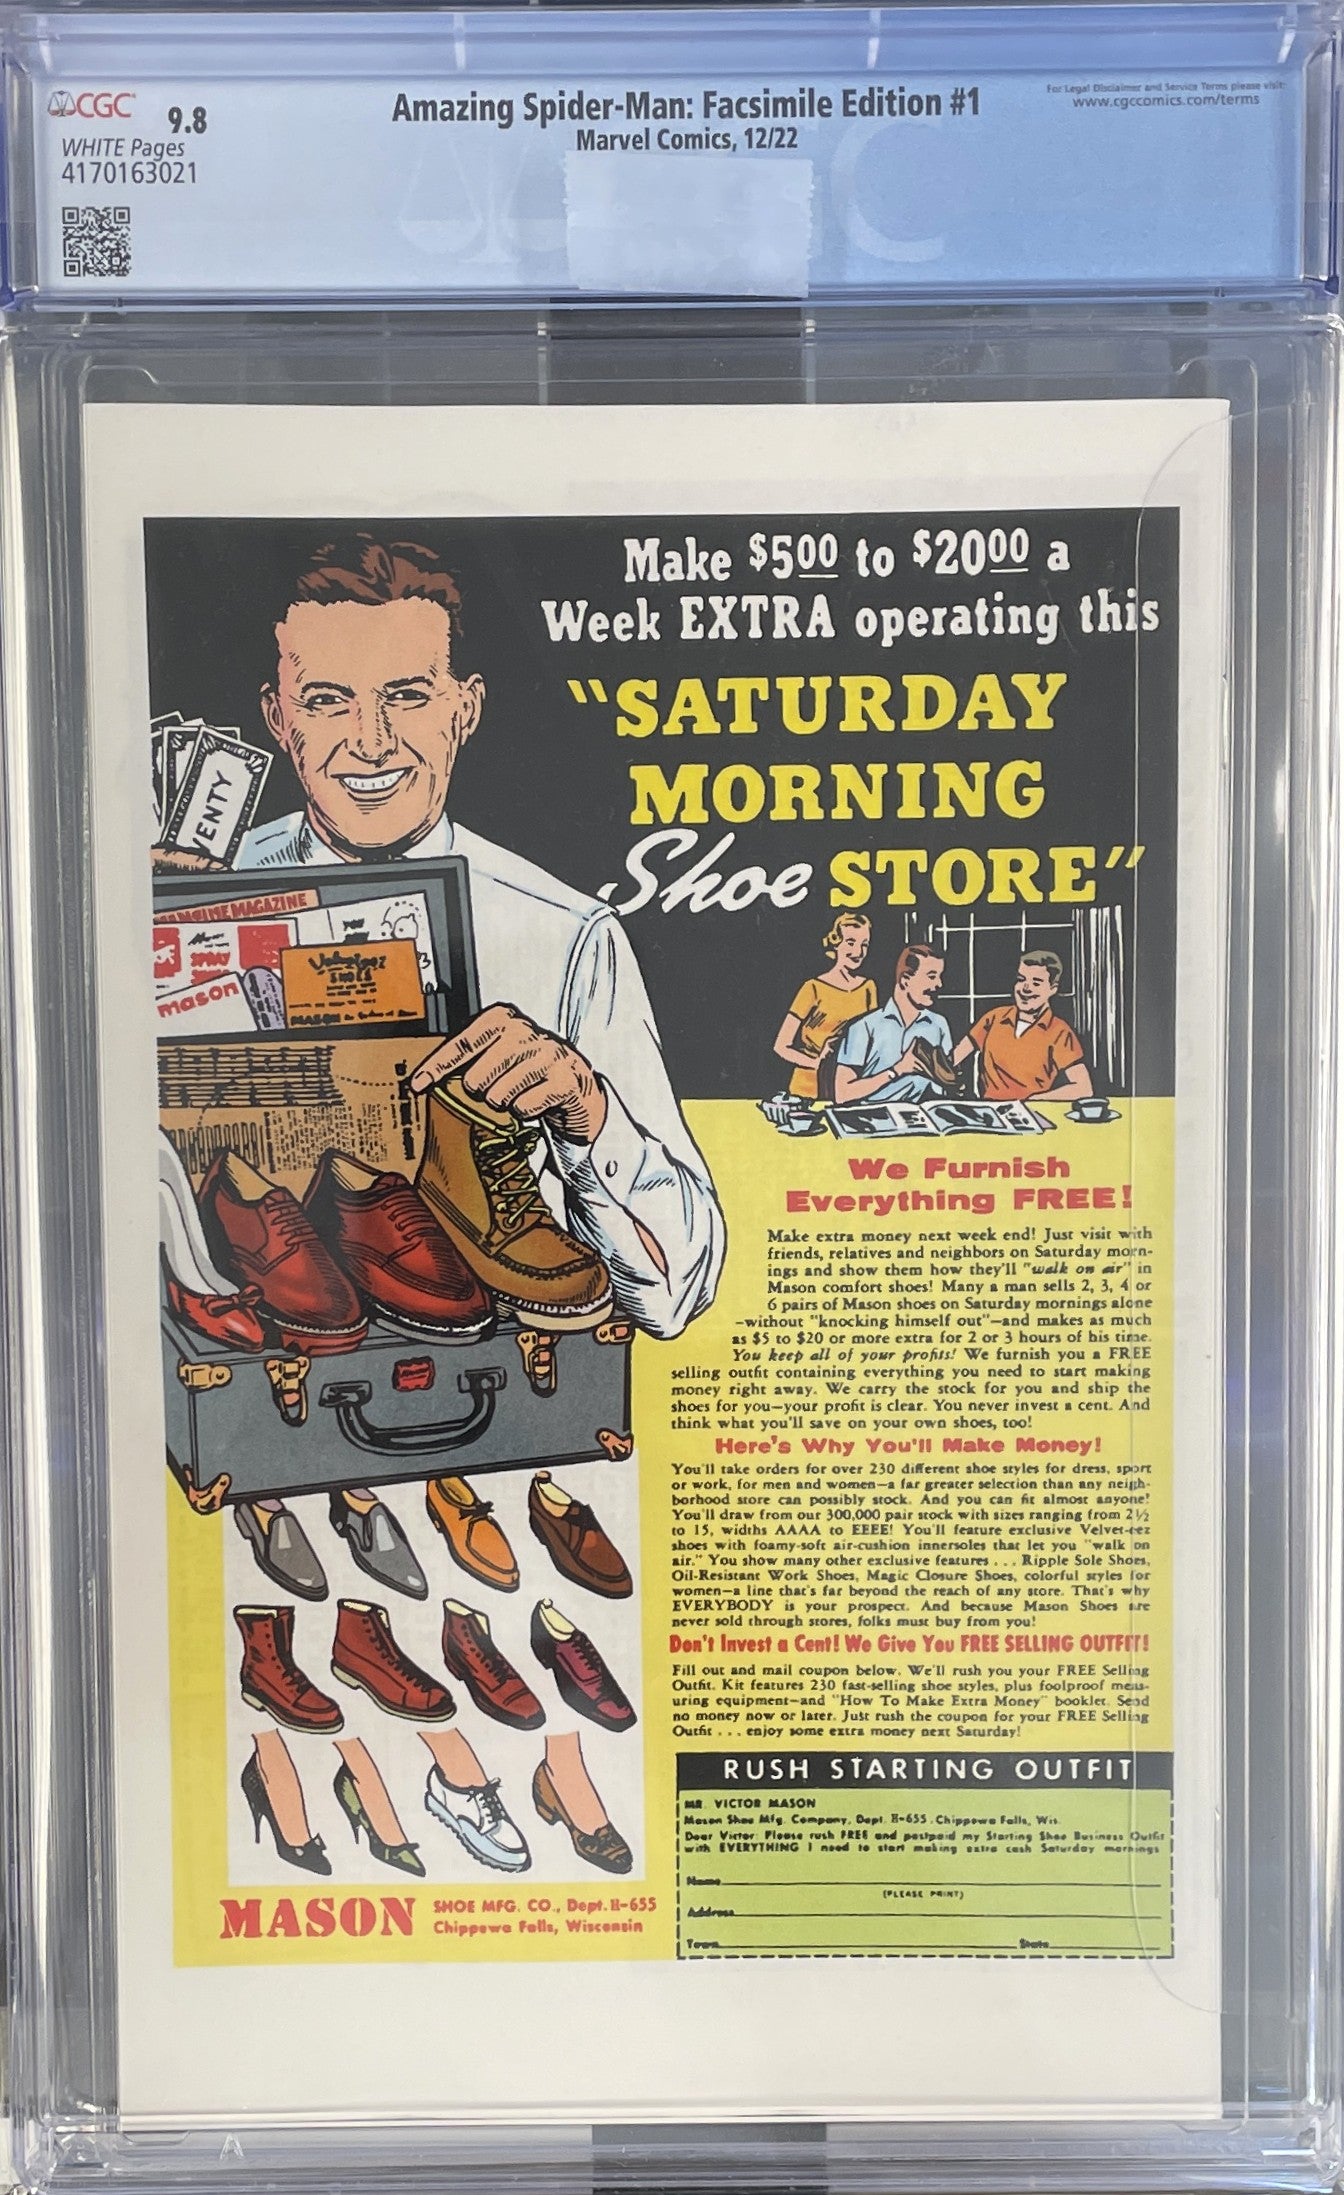 CGC
9.8
WHITE Pages
4170163021
Amazing Spider-Man: Facsimile Edition #1
Marvel Comics, 12/22
For Legal Disclaimer and Service Terms please visit:
www.cgccomics.com/terms
Make $500 to $2000 a
Week EXTRA operating this
"SATURDAY
MORNING
Shoe STORE"
VENTY
MAGAZINE
SPRAY
mason
SHOES
MASON
We Furnish
Everything FREE!
Make extra money next week end! Just visit with
friends, relatives and neighbors on Saturday morn-
ings and show them how they'll "walk on air" in
Mason comfort shoes! Many a man sells 2, 3, 4 or
6 pairs of Mason shoes on Saturday mornings alone
-without "knocking himself out"-and makes as much
as $5 to $20 or more extra for 2 or 3 hours of his time.
You keep all of your profits! We furnish you a FREE
selling outfit containing everything you need to start making
money right away. We carry the stock for you and ship the
shoes for you-your profit is clear. You never invest a cent. And
think what you'll save on your own shoes, too!
Here's Why You'll Make Money!
You'll take orders for over 230 different shoe styles for dress, sport
or work, for men and women-a far greater selection than any neigh-
borhood store can possibly stock. And you can fit almost anyone!
You'll draw from our 300,000 pair stock with sizes ranging from 2½
to 15, widths AAAA to EEEE! You'll feature exclusive Velvet-eez
shoes with foamy-soft air-cushion innersoles that let you "walk on
air." You show many other exclusive features . . . Ripple Sole Shoes,
Oil-Resistant Work Shoes, Magic Closure Shoes, colorful styles for
women-a line that's far beyond the reach of any store. That's why
EVERYBODY is your prospect. And because Mason Shoes are
never sold through stores, folks must buy from you!
Don't Invest a Cent! We Give You FREE SELLING OUTFIT!
Fill out and mail coupon below. We'll rush you your FREE Selling
Outfit. Kit features 230 fast-selling shoe styles, plus foolproof meas-
uring equipment-and "How To Make Extra Money" booklet. Send
no money now or later. Just rush the coupon for your FREE Selling
Outfit . . . enjoy some extra money next Saturday!
RUSH STARTING OUTFIT
MR. VICTOR MASON
Mason Shoe Mfg. Company, Dept. H-655, Chippewa Falls, Wis.
Dear Victor: Please rush FREE and postpaid my Starting Shoe Business Outfit
with EVERYTHING I need to start making extra cash Saturday mornings
Name
(PLEASE PRINT)
Address
Town State
MASON SHOE MFG. CO., Dept. H-655
Chippewa Falls, Wisconsin